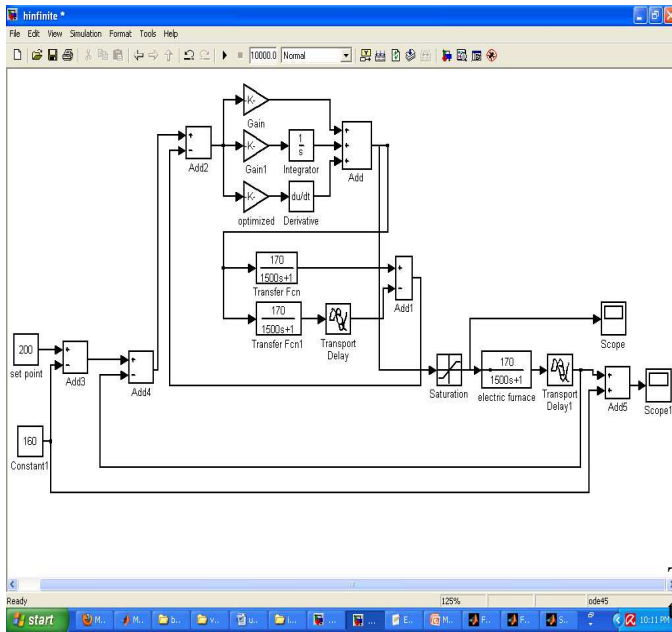 hinfinite *
File Edit View Simulation Format Tools Help
10000.0 Normal
-K-
Gain
+
-
Add2
-K-
Gain1
1
s
Integrator
+
+
+
Add
-K-
optimized
du/dt
Derivative
170
1500s+1
Transfer Fcn
+
-
Add1
170
1500s+1
Transfer Fcn1
Transport
Delay
Scope
200
set point
+
-
Add3
+
-
Add4
Saturation
170
1500s+1
electric furnace
Transport
Delay1
+
+
Add5
Scope1
160
Constant1
Ready 125% ode45
start M.. M.. b.. v.. u.. i.. ... ... E.. M.. F.. F.. S.. 10:11 PM